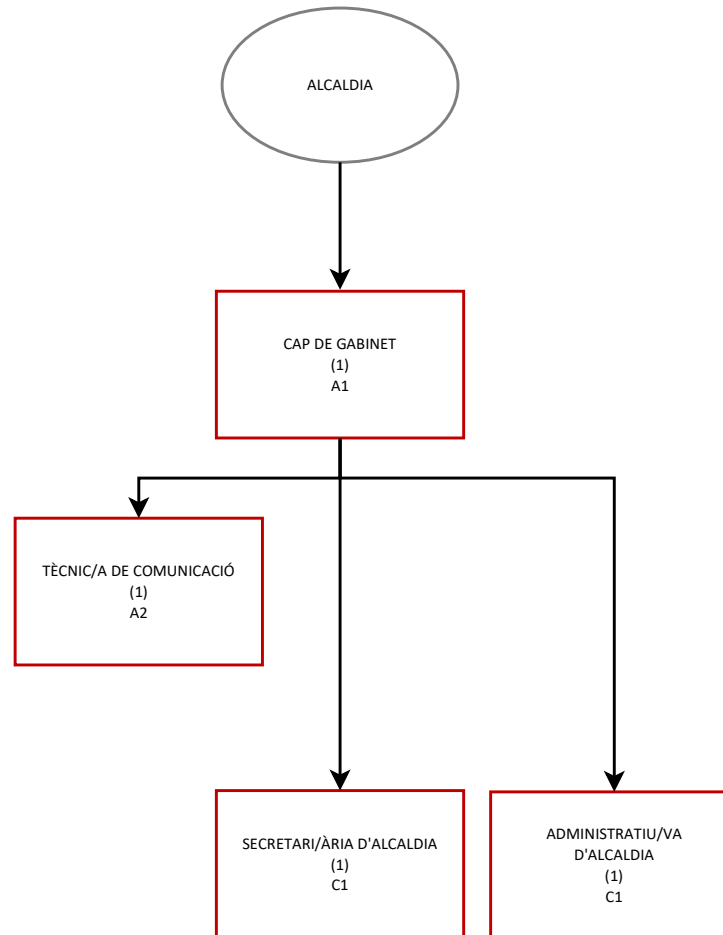 ALCALDIA
CAP DE GABINET
(1)
A1
TÈCNIC/A DE COMUNICACIÓ
(1)
A2
SECRETARI/ÀRIA D'ALCALDIA
(1)
C1
ADMINISTRATIU/VA
D'ALCALDIA
(1)
C1